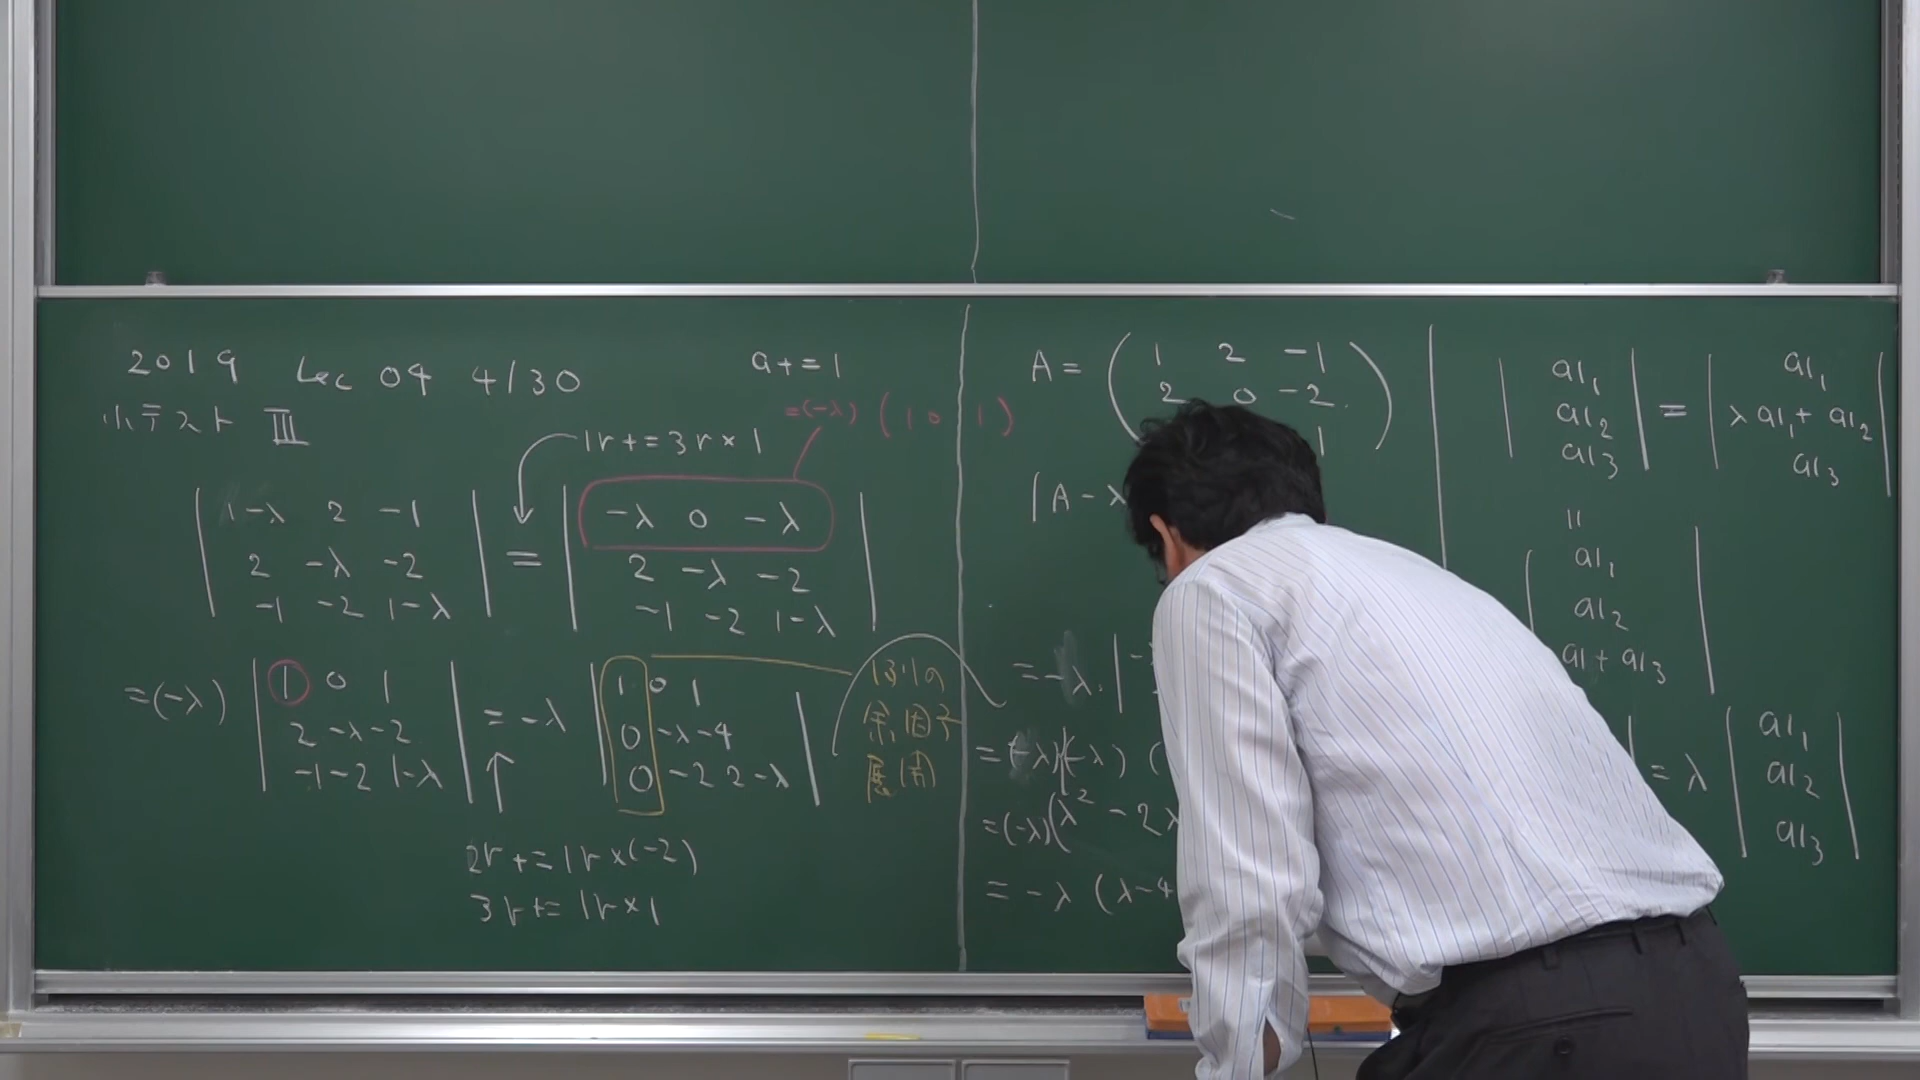 2019 Lec 04 4/30
a+=1
小テスト III
=(-λ) (1 0 1)
1r+=3r×1
| 1-λ 2 -1 | = | -λ 0 -λ |
| 2 -λ -2 | | 2 -λ -2 |
| -1 -2 1-λ | | -1 -2 1-λ |
=(-λ) | 1 0 1 | = -λ | 1 0 1 |
| 2 -λ -2 | | 0 -λ -4 |
| -1 -2 1-λ | ↑ | 0 -2 2-λ |
1列の
余因子
展開
2r+=1r×(-2)
3r+=1r×1
A = ( 1 2 -1
2 0 -2
1 )
|A-λ
=-λ |-
=(-λ)(-λ) (
=(-λ)(λ² - 2λ
= -λ (λ-4
| a1₁ | = | a1₁ |
| a1₂ | | λa1₁+a1₂ |
| a1₃ | | a1₃ |
||
a1₁ |
a1₂ |
a1+a1₃ |
| = λ | a1₁ |
| a1₂ |
| a1₃ |